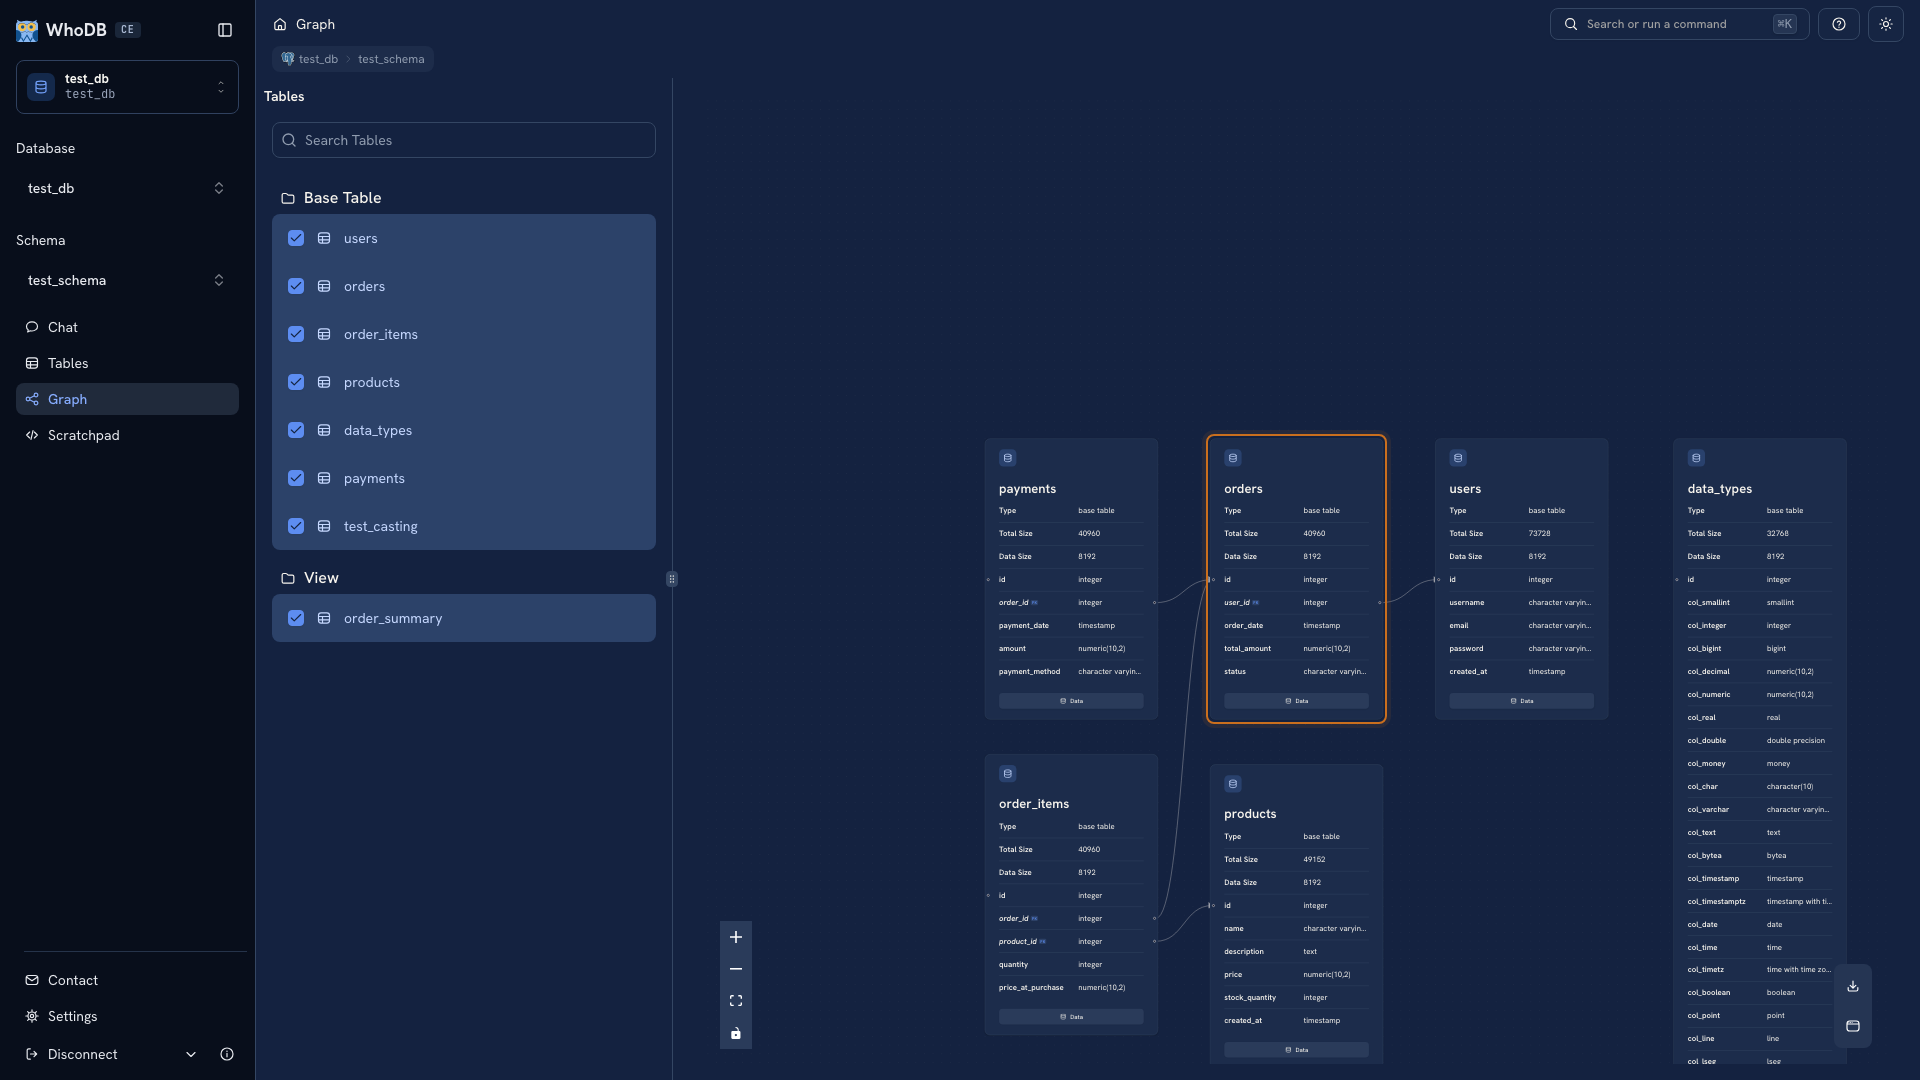 WhoDB CE
test_db
test_db
Database
test_db
Schema
test_schema
Chat
Tables
Graph
Scratchpad
Contact
Settings
Disconnect
Graph
test_db > test_schema
Search or run a command ⌘K
Tables
Search Tables
Base Table
users
orders
order_items
products
data_types
payments
test_casting
View
order_summary
payments
Type base table
Total Size 40960
Data Size 8192
id integer
order_id integer
payment_date timestamp
amount numeric(10,2)
payment_method character varyin...
Data
orders
Type base table
Total Size 40960
Data Size 8192
id integer
user_id integer
order_date timestamp
total_amount numeric(10,2)
status character varyin...
Data
users
Type base table
Total Size 73728
Data Size 8192
id integer
username character varyin...
email character varyin...
password character varyin...
created_at timestamp
Data
data_types
Type base table
Total Size 32768
Data Size 8192
id integer
col_smallint smallint
col_integer integer
col_bigint bigint
col_decimal numeric(10,2)
col_numeric numeric(10,2)
col_real real
col_double double precision
col_money money
col_char character(10)
col_varchar character varyin...
col_text text
col_bytea bytea
col_timestamp timestamp
col_timestamptz timestamp with ti...
col_date date
col_time time
col_timetz time with time zo...
col_boolean boolean
col_point point
col_line line
col_lseg lseg
order_items
Type base table
Total Size 40960
Data Size 8192
id integer
order_id integer
product_id integer
quantity integer
price_at_purchase numeric(10,2)
Data
products
Type base table
Total Size 49152
Data Size 8192
id integer
name character varyin...
description text
price numeric(10,2)
stock_quantity integer
created_at timestamp
Data